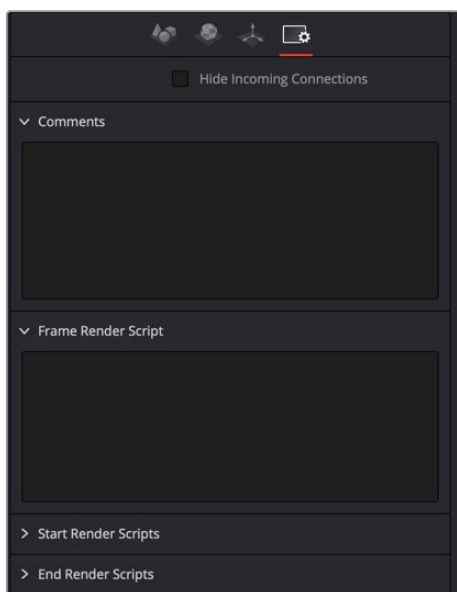 Hide Incoming Connections
Comments
Frame Render Script
Start Render Scripts
End Render Scripts